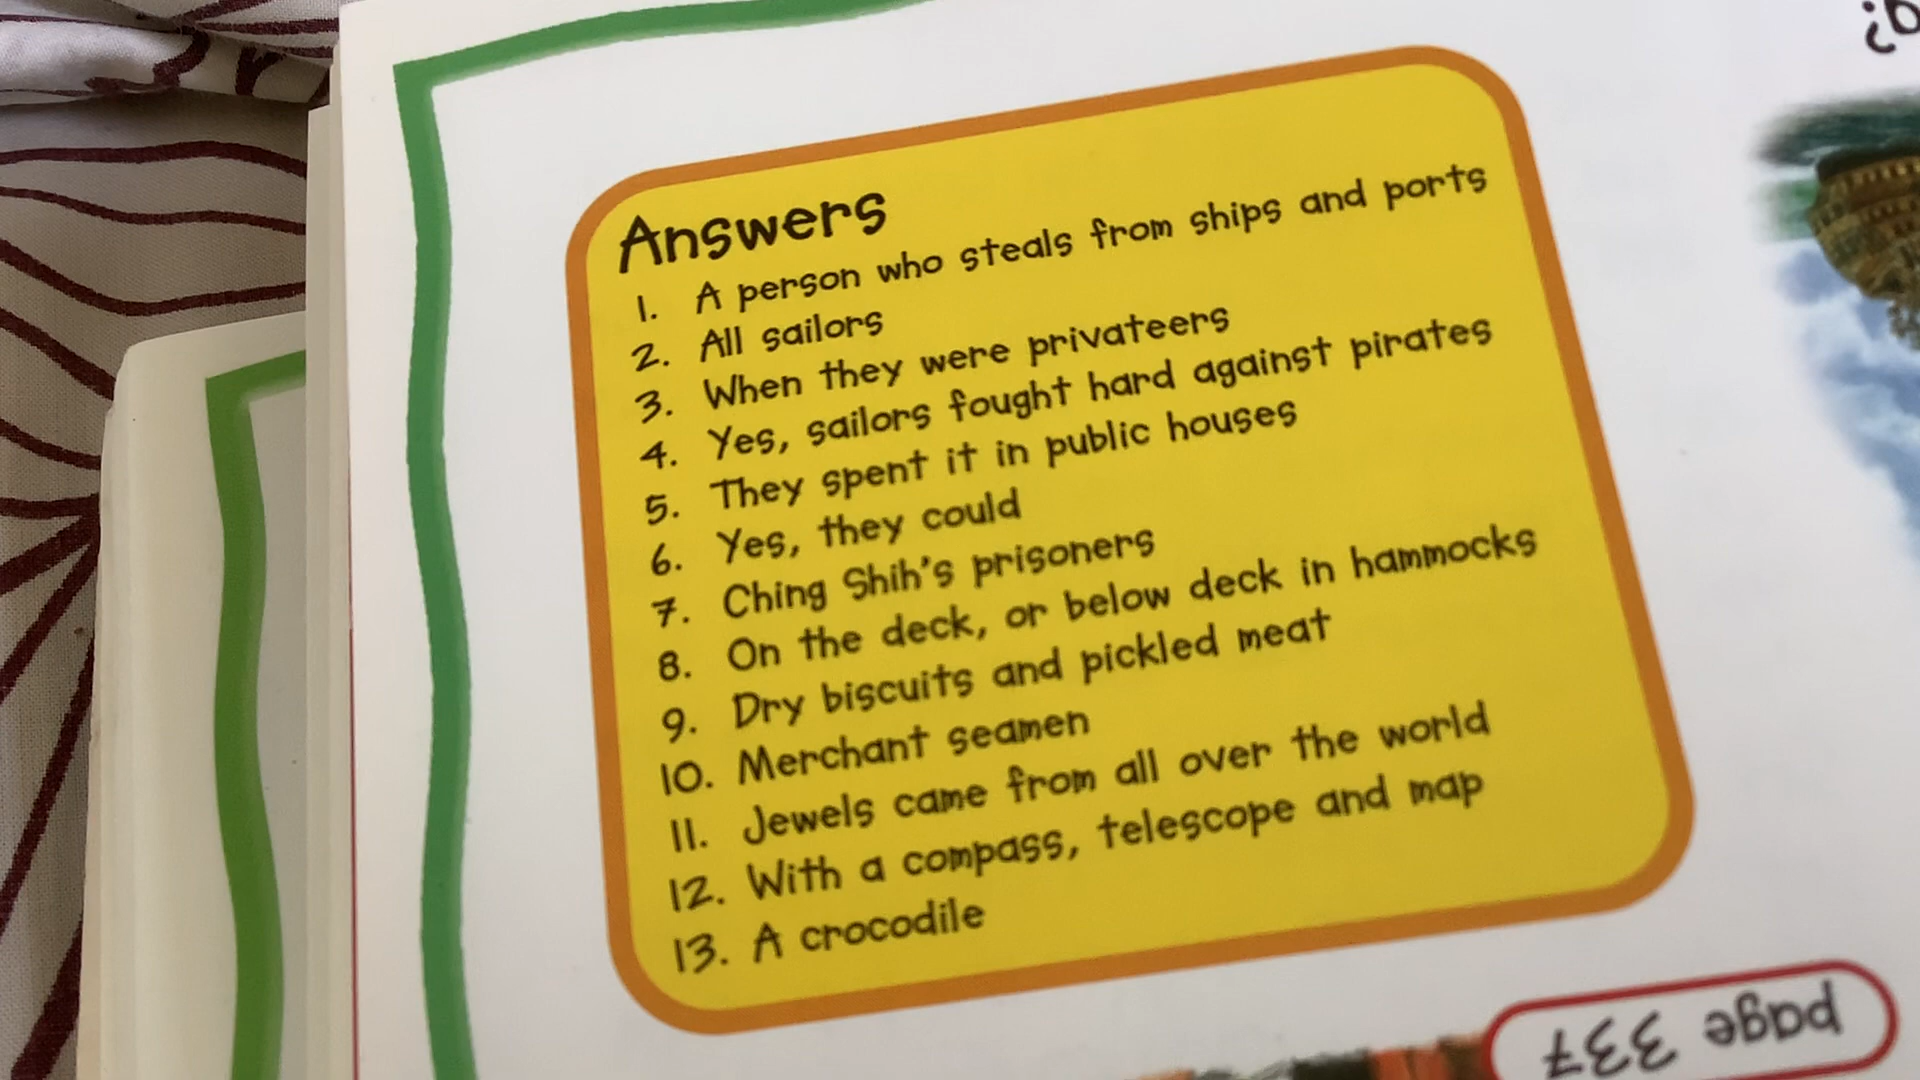 Answers
1. A person who steals from ships and ports
2. All sailors
3. When they were privateers
4. Yes, sailors fought hard against pirates
5. They spent it in public houses
6. Yes, they could
7. Ching Shih's prisoners
8. On the deck, or below deck in hammocks
9. Dry biscuits and pickled meat
10. Merchant seamen
11. Jewels came from all over the world
12. With a compass, telescope and map
13. A crocodile
page 337